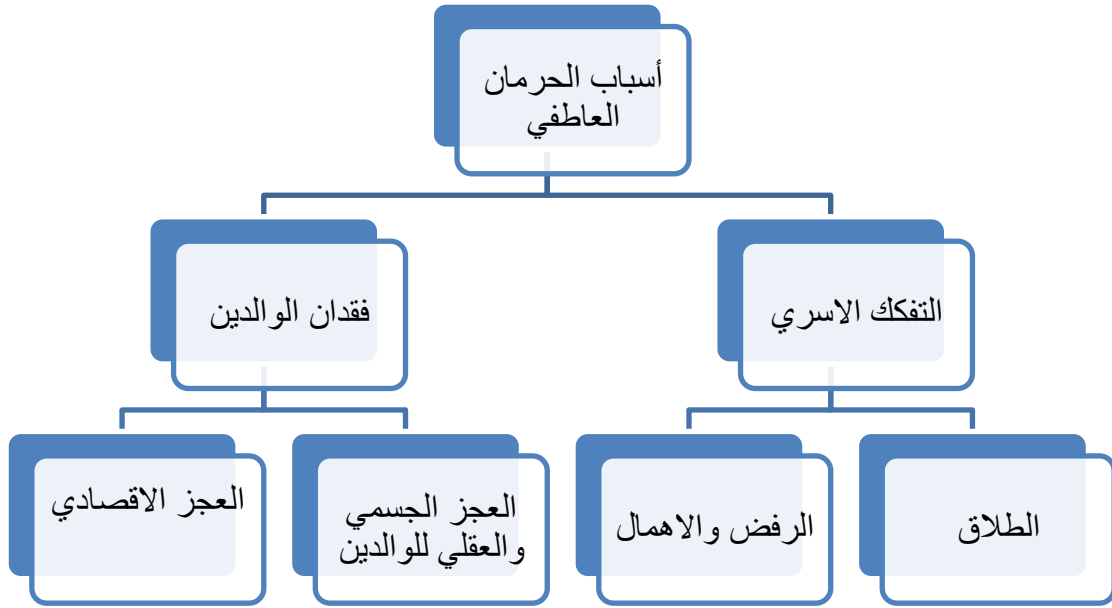 أسباب الحرمان
العاطفي
التفكك الاسري
فقدان الوالدين
الطلاق
الرفض والاهمال
العجز الجسمي
والعقلي للوالدين
العجز الاقصادي